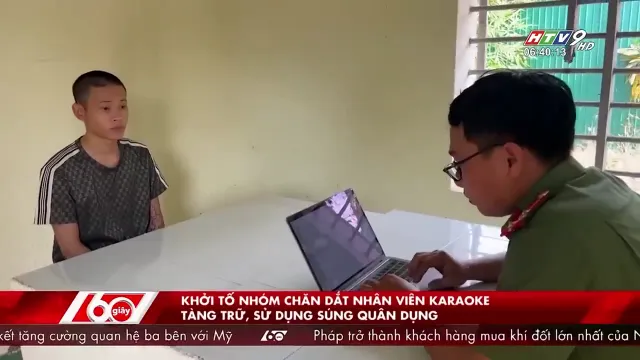 HTV9 HD
06:40:13
60 giây
KHỞI TỐ NHÓM CHĂN DẮT NHÂN VIÊN KARAOKE
TÀNG TRỮ, SỬ DỤNG SÚNG QUÂN DỤNG
kết tăng cường quan hệ ba bên với Mỹ Pháp trở thành khách hàng mua khí đốt lớn nhất của N